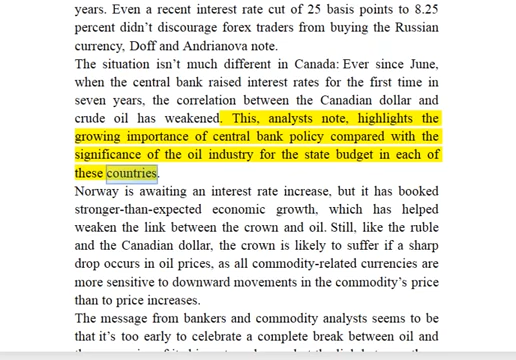 years. Even a recent interest rate cut of 25 basis points to 8.25
percent didn't discourage forex traders from buying the Russian
currency, Doff and Andrianova note.
The situation isn't much different in Canada: Ever since June,
when the central bank raised interest rates for the first time in
seven years, the correlation between the Canadian dollar and
crude oil has weakened. This, analysts note, highlights the
growing importance of central bank policy compared with the
significance of the oil industry for the state budget in each of
these countries.
Norway is awaiting an interest rate increase, but it has booked
stronger-than-expected economic growth, which has helped
weaken the link between the crown and oil. Still, like the ruble
and the Canadian dollar, the crown is likely to suffer if a sharp
drop occurs in oil prices, as all commodity-related currencies are
more sensitive to downward movements in the commodity's price
than to price increases.
The message from bankers and commodity analysts seems to be
that it's too early to celebrate a complete break between oil and